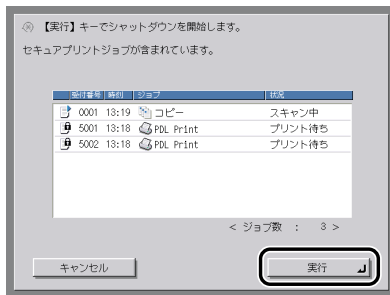 【実行】キーでシャットダウンを開始します。
セキュアプリントジョブが含まれています。
受付番号 時刻 ジョブ 状況
0001 13:19 コピー スキャン中
5001 13:18 PDL Print プリント待ち
5002 13:18 PDL Print プリント待ち
< ジョブ数 : 3 >
キャンセル 実行